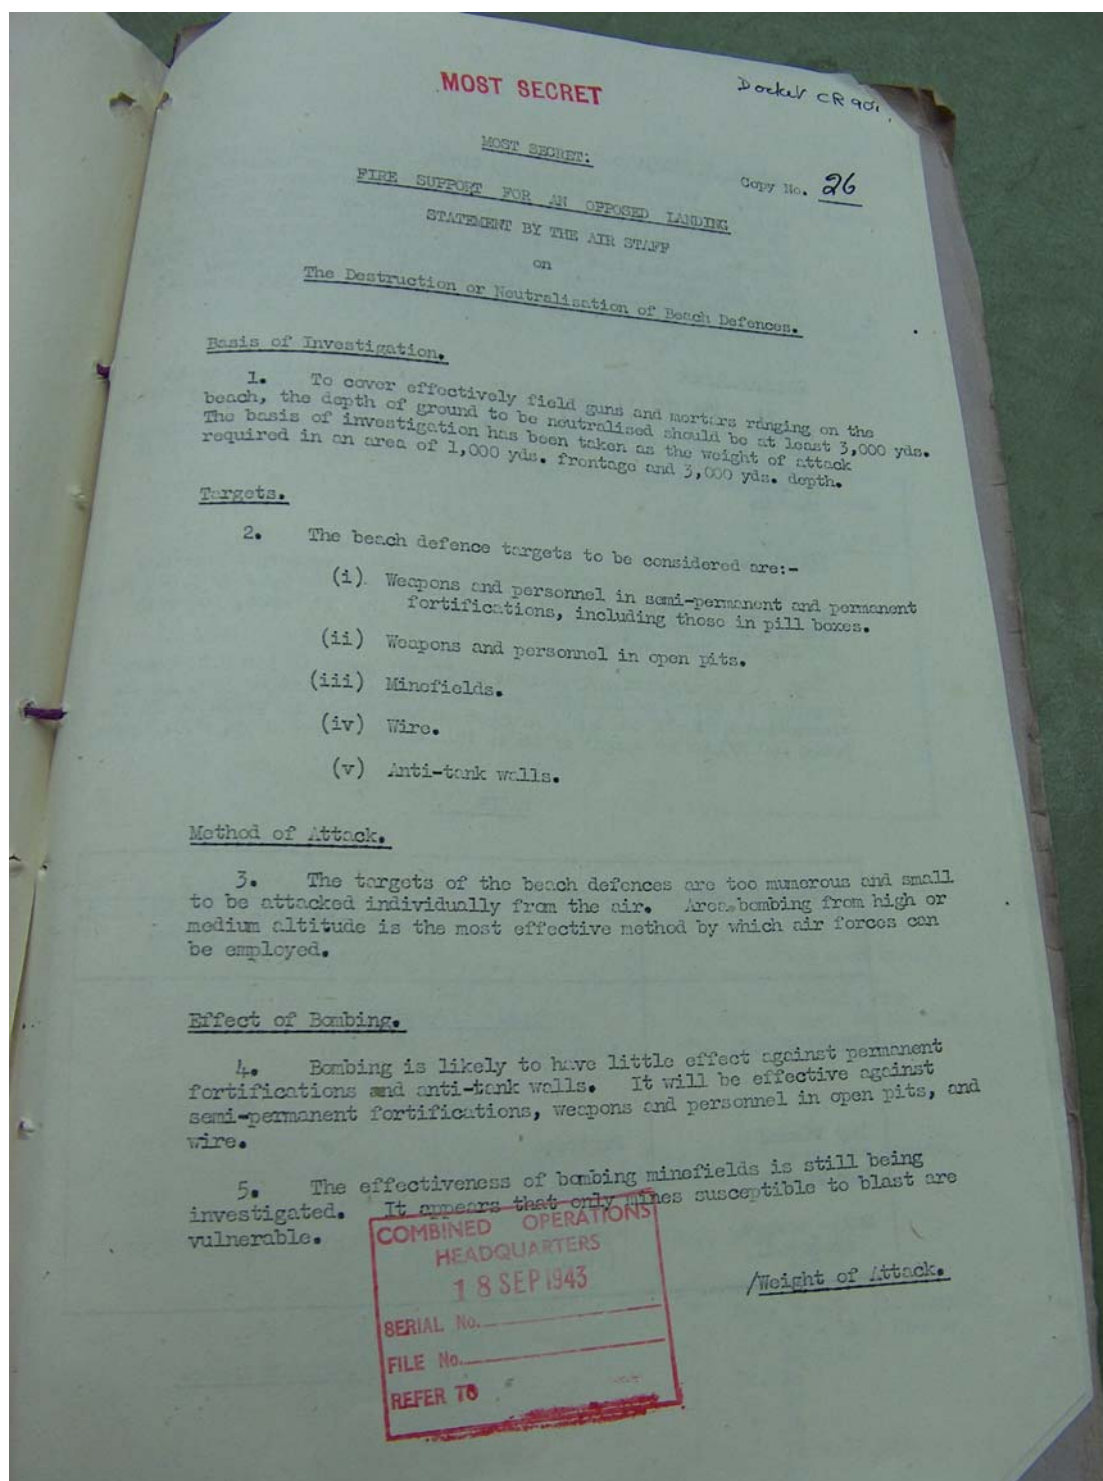 MOST SECRET
Docket CR 901.
MOST SECRET:
Copy No. 26
FIRE SUPPORT FOR AN OPPOSED LANDING
STATEMENT BY THE AIR STAFF
on
The Destruction or Neutralisation of Beach Defences.
Basis of Investigation.
1. To cover effectively field guns and mortars ranging on the
beach, the depth of ground to be neutralised should be at least 3,000 yds.
The basis of investigation has been taken as the weight of attack
required in an area of 1,000 yds. frontage and 3,000 yds. depth.
Targets.
2. The beach defence targets to be considered are:-
(i) Weapons and personnel in semi-permanent and permanent
fortifications, including those in pill boxes.
(ii) Weapons and personnel in open pits.
(iii) Minefields.
(iv) Wire.
(v) Anti-tank walls.
Method of Attack.
3. The targets of the beach defences are too numerous and small
to be attacked individually from the air. Area bombing from high or
medium altitude is the most effective method by which air forces can
be employed.
Effect of Bombing.
4. Bombing is likely to have little effect against permanent
fortifications and anti-tank walls. It will be effective against
semi-permanent fortifications, weapons and personnel in open pits, and
wire.
5. The effectiveness of bombing minefields is still being
investigated. It appears that only mines susceptible to blast are
vulnerable.
COMBINED OPERATIONS
HEADQUARTERS
18 SEP 1943
SERIAL No.
FILE No.
REFER TO
/Weight of Attack.